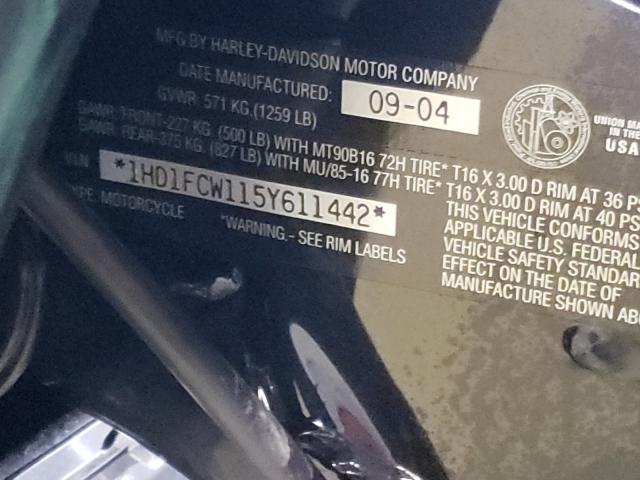 MFG BY HARLEY-DAVIDSON MOTOR COMPANY
DATE MANUFACTURED: 09-04
GVWR: 571 KG.(1259 LB)
GAWR: FRONT-227 KG. (500 LB) WITH MT90B16 72H TIRE* T16 X 3.00 D RIM AT 36 PS
GAWR: REAR-375 KG. (827 LB) WITH MU/85-16 77H TIRE* T16 X 3.00 D RIM AT 40 PS
VIN *1HD1FCW115Y611442*
TYPE: MOTORCYCLE
*WARNING.- SEE RIM LABELS
THIS VEHICLE CONFORMS
APPLICABLE U.S. FEDERAL
VEHICLE SAFETY STANDAR
EFFECT ON THE DATE OF
MANUFACTURE SHOWN ABO
UNION MA
IN THE
USA